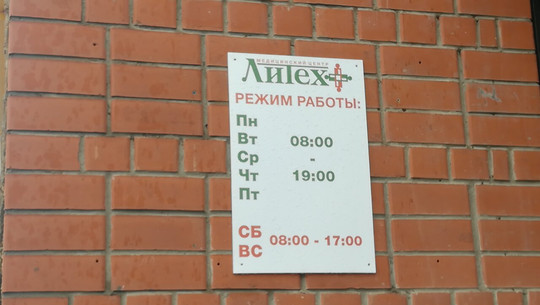 МЕДИЦИНСКИЙ ЦЕНТР
Литех
РЕЖИМ РАБОТЫ:
Пн
Вт 08:00
Ср -
Чт 19:00
Пт
СБ 08:00 - 17:00
ВС